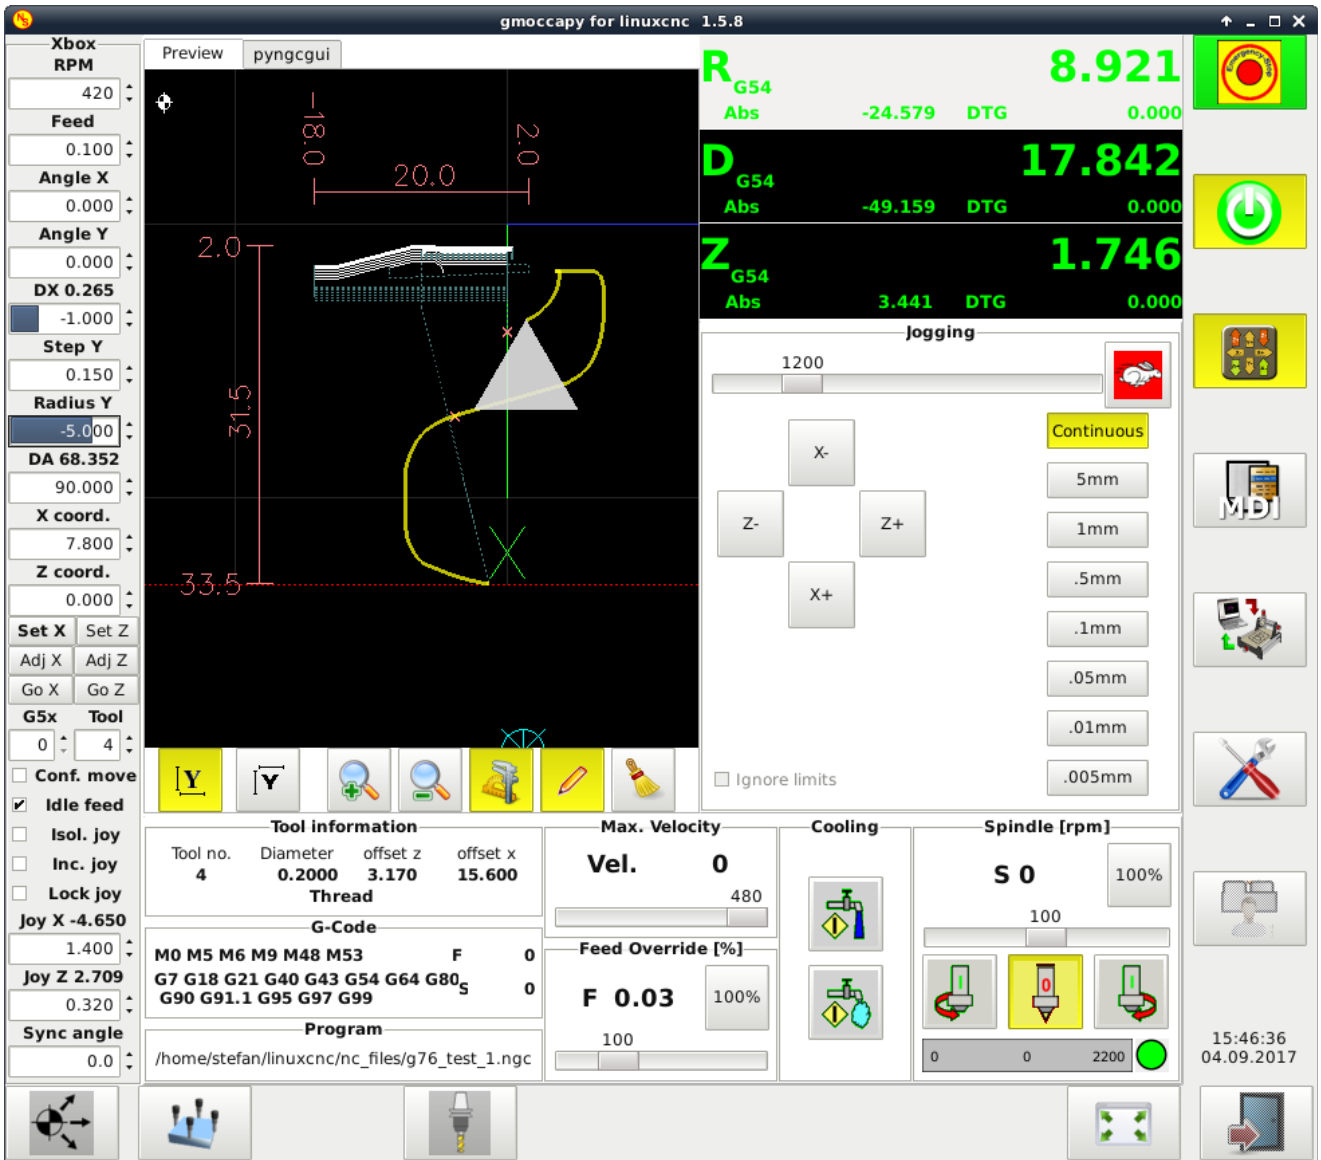 gmoccapy for linuxcnc 1.5.8
Xbox
RPM
420
Feed
0.100
Angle X
0.000
Angle Y
0.000
DX 0.265
-1.000
Step Y
0.150
Radius Y
-5.000
DA 68.352
90.000
X coord.
7.800
Z coord.
0.000
Set X Set Z
Adj X Adj Z
Go X Go Z
G5x Tool
0 4
Conf. move
Idle feed
Isol. joy
Inc. joy
Lock joy
Joy X -4.650
1.400
Joy Z 2.709
0.320
Sync angle
0.0
Preview pyngcgui
-18.0
2.0
20.0
2.0
31.5
33.5
X
Y Y
R G54 8.921
Abs -24.579 DTG 0.000
D G54 17.842
Abs -49.159 DTG 0.000
Z G54 1.746
Abs 3.441 DTG 0.000
Jogging
1200
Continuous
X-
5mm
Z- Z+
1mm
.5mm
X+
.1mm
.05mm
.01mm
Ignore limits
.005mm
Emergency-Stop
MDI
Tool information
Tool no. Diameter offset z offset x
4 0.2000 3.170 15.600
Thread
G-Code
M0 M5 M6 M9 M48 M53 F 0
G7 G18 G21 G40 G43 G54 G64 G80 S 0
G90 G91.1 G95 G97 G99
Program
/home/stefan/linuxcnc/nc_files/g76_test_1.ngc
Max. Velocity
Vel. 0
480
Feed Override [%]
F 0.03 100%
100
Cooling
Spindle [rpm]
S 0 100%
100
I 0 I
0 0 2200
15:46:36
04.09.2017